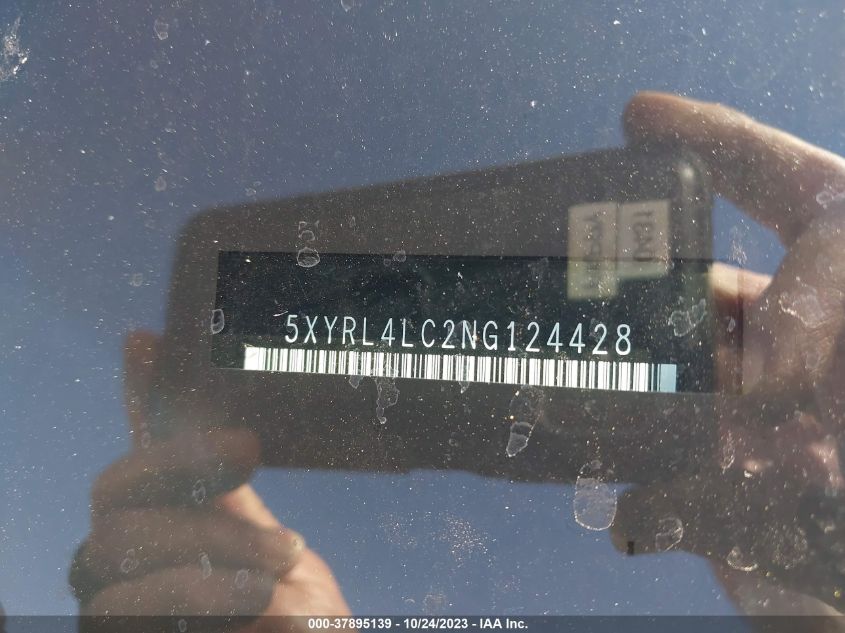 5XYRL4LC2NG124428
000-37895139 - 10/24/2023 - IAA Inc.